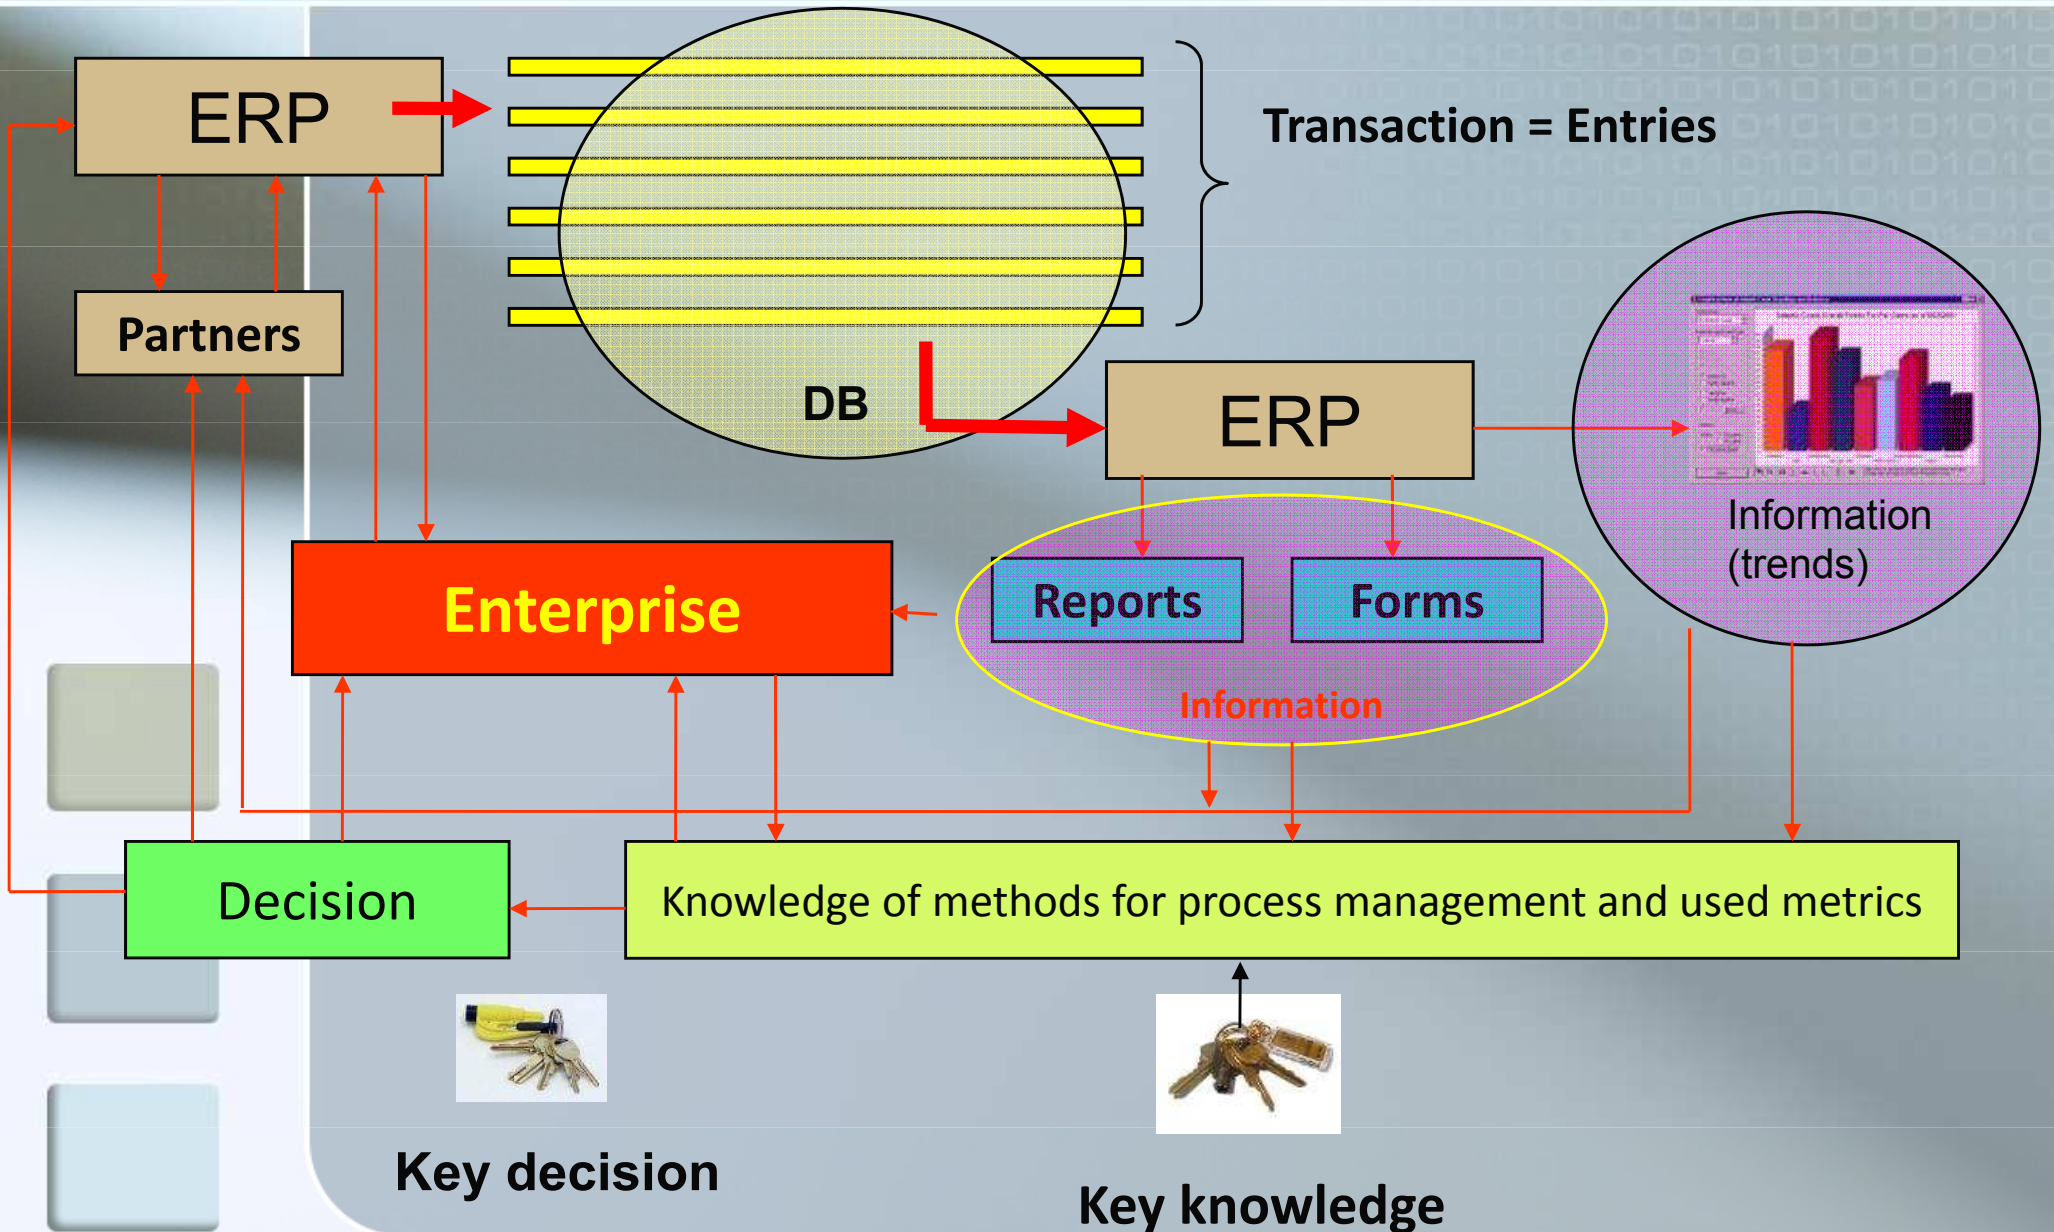 ERP
Transaction = Entries
Partners
DB
ERP
Information
(trends)
Enterprise
Reports
Forms
Information
Decision
Knowledge of methods for process management and used metrics
Key decision
Key knowledge